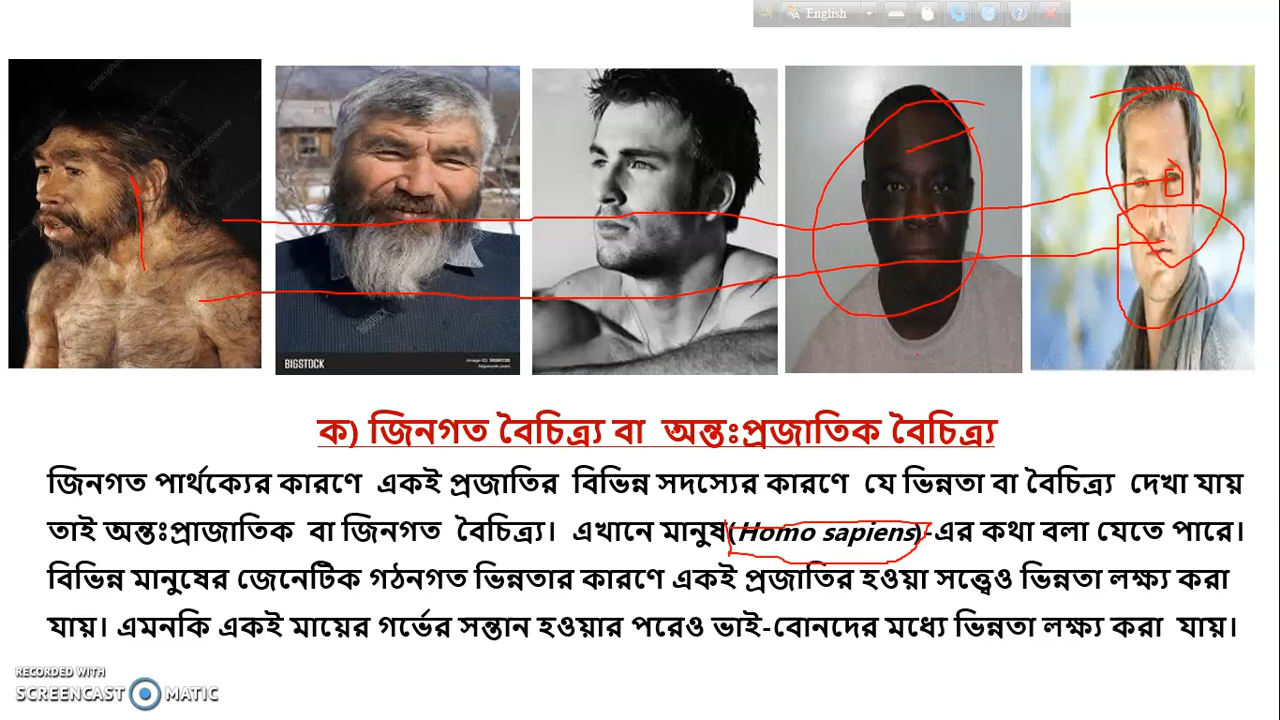 English
BIGSTOCK
BIGSTOCK
ক) জিনগত বৈচিত্র্য বা অন্তঃপ্রজাতিক বৈচিত্র্য
জিনগত পার্থক্যের কারণে একই প্রজাতির বিভিন্ন সদস্যের কারণে যে ভিন্নতা বা বৈচিত্র্য দেখা যায়
তাই অন্তঃপ্রাজাতিক বা জিনগত বৈচিত্র্য। এখানে মানুষ(Homo sapiens)-এর কথা বলা যেতে পারে।
বিভিন্ন মানুষের জেনেটিক গঠনগত ভিন্নতার কারণে একই প্রজাতির হওয়া সত্ত্বেও ভিন্নতা লক্ষ্য করা
যায়। এমনকি একই মায়ের গর্ভের সন্তান হওয়ার পরেও ভাই-বোনদের মধ্যে ভিন্নতা লক্ষ্য করা যায়।
RECORDED WITH
SCREENCAST MATIC